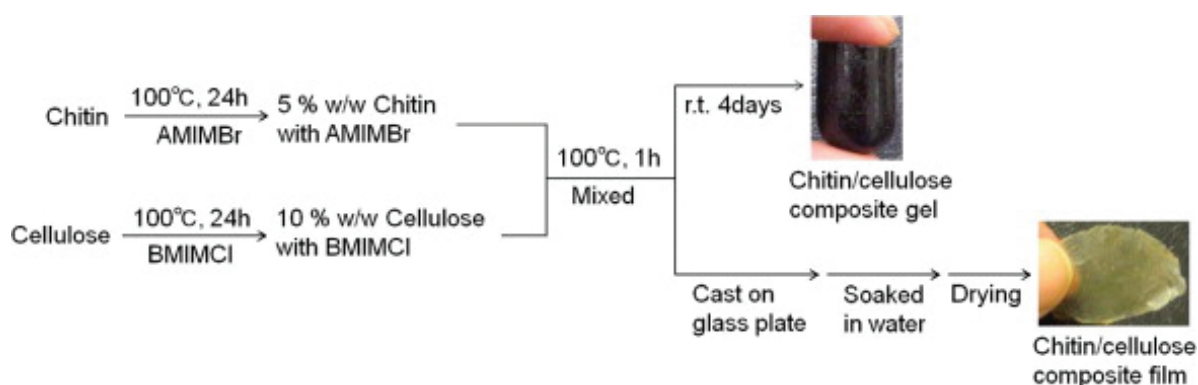 Chitin
100°C, 24h
AMIMBr
5 % w/w Chitin
with AMIMBr
Cellulose
100°C, 24h
BMIMCl
10 % w/w Cellulose
with BMIMCl
100°C, 1h
Mixed
r.t. 4days
Chitin/cellulose
composite gel
Cast on
glass plate
Soaked
in water
Drying
Chitin/cellulose
composite film